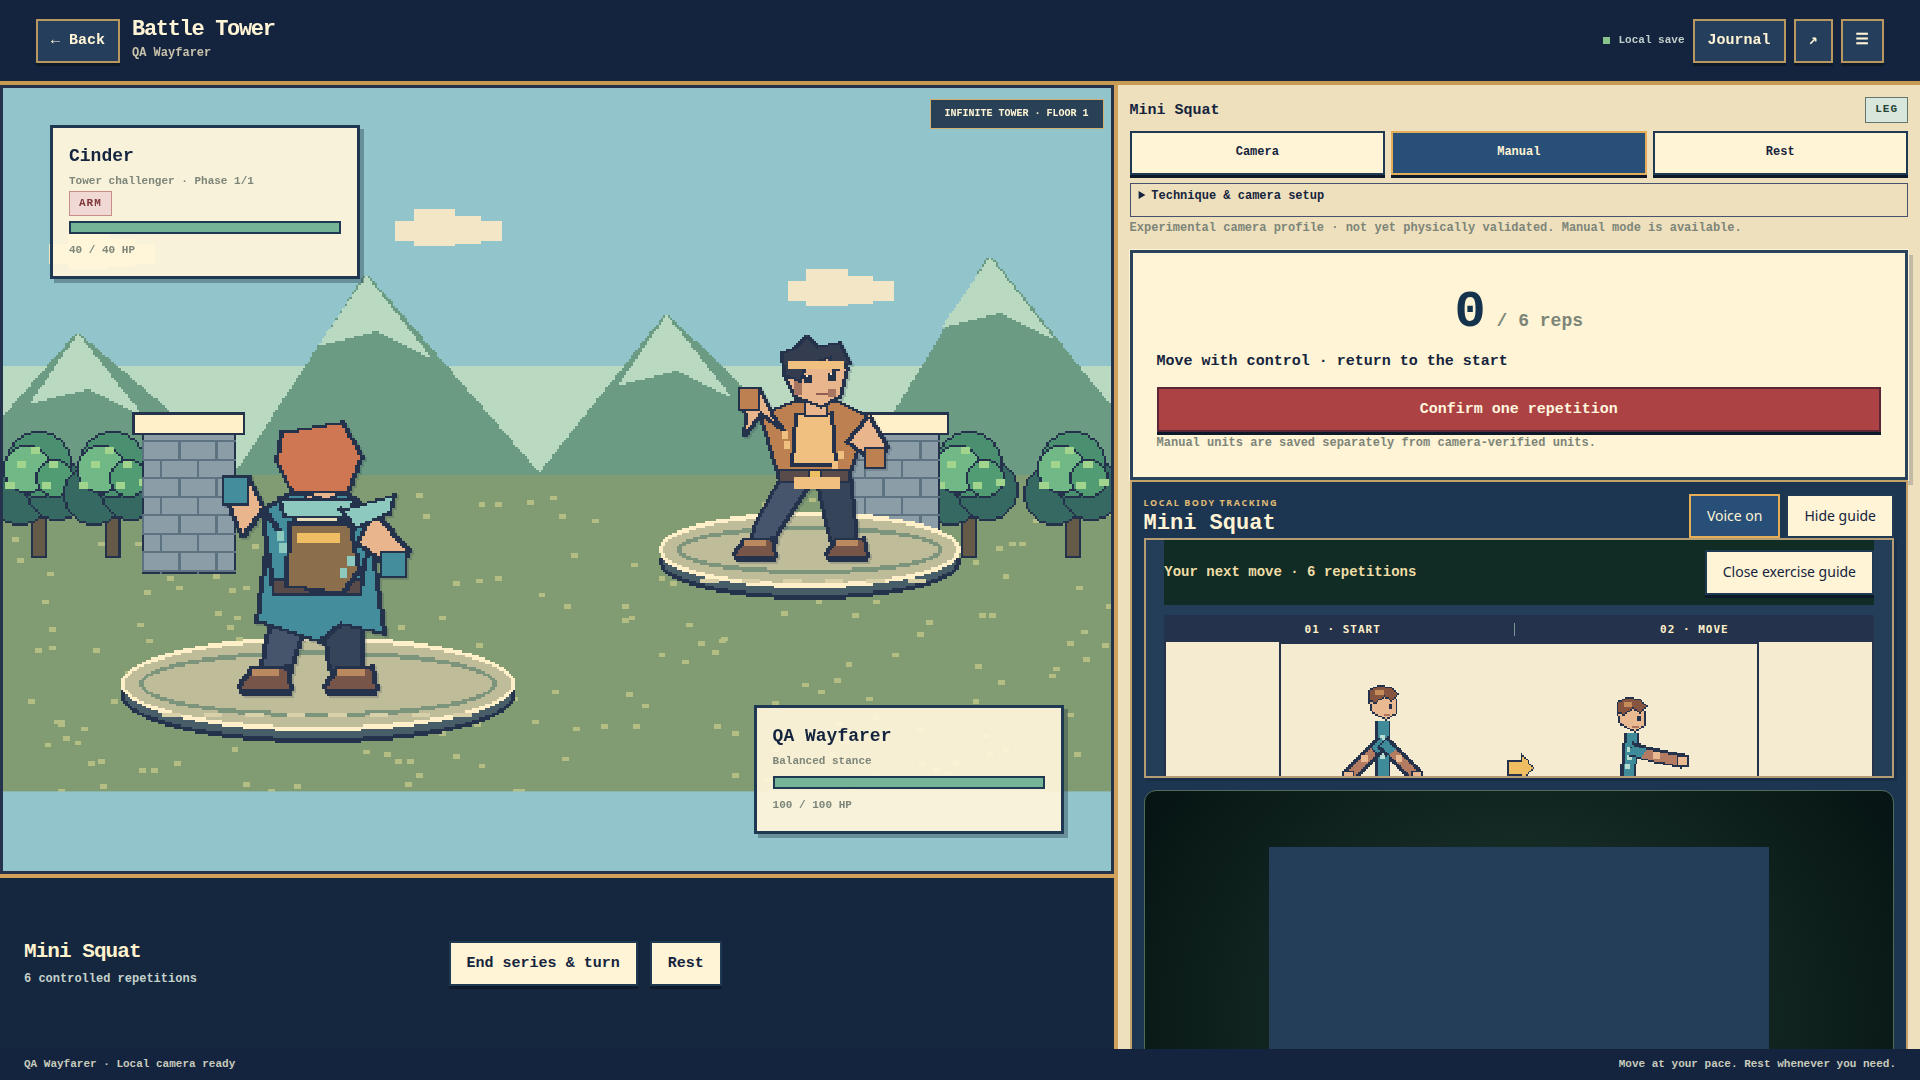 ← Back
Battle Tower
QA Wayfarer
Local save
Journal
↗
☰
INFINITE TOWER · FLOOR 1
Cinder
Tower challenger · Phase 1/1
ARM
40 / 40 HP
QA Wayfarer
Balanced stance
100 / 100 HP
Mini Squat
6 controlled repetitions
End series & turn
Rest
Mini Squat
LEG
Camera
Manual
Rest
▶ Technique & camera setup
Experimental camera profile · not yet physically validated. Manual mode is available.
0 / 6 reps
Move with control · return to the start
Confirm one repetition
Manual units are saved separately from camera-verified units.
LOCAL BODY TRACKING
Mini Squat
Voice on
Hide guide
Your next move · 6 repetitions
Close exercise guide
01 · START
02 · MOVE
QA Wayfarer · Local camera ready
Move at your pace. Rest whenever you need.